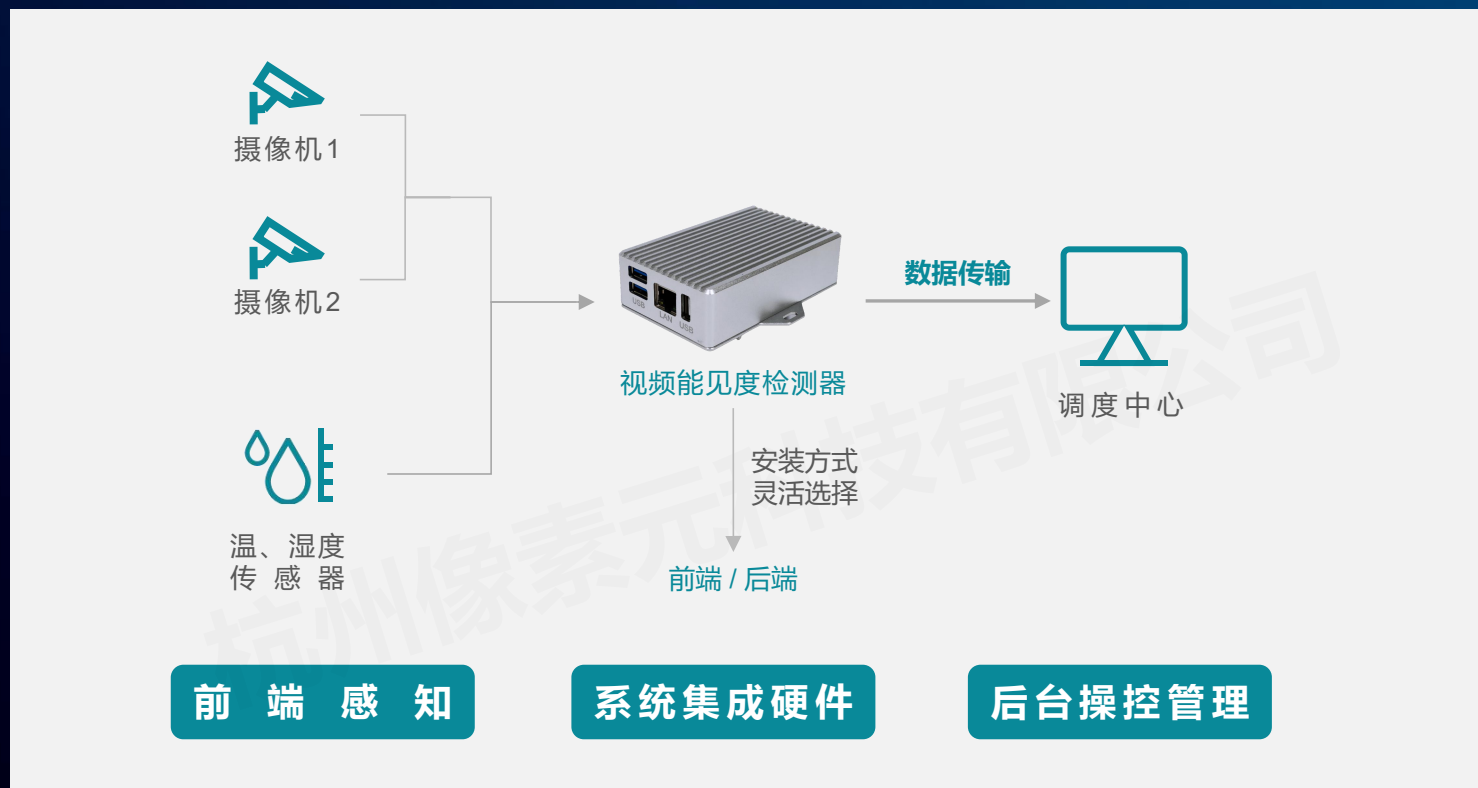 摄像机1
摄像机2
温、湿度
传感器
USB
LAN
USB
视频能见度检测器
安装方式
灵活选择
前端 / 后端
数据传输
调度中心
前端感知
系统集成硬件
后台操控管理
杭州像素元科技有限公司